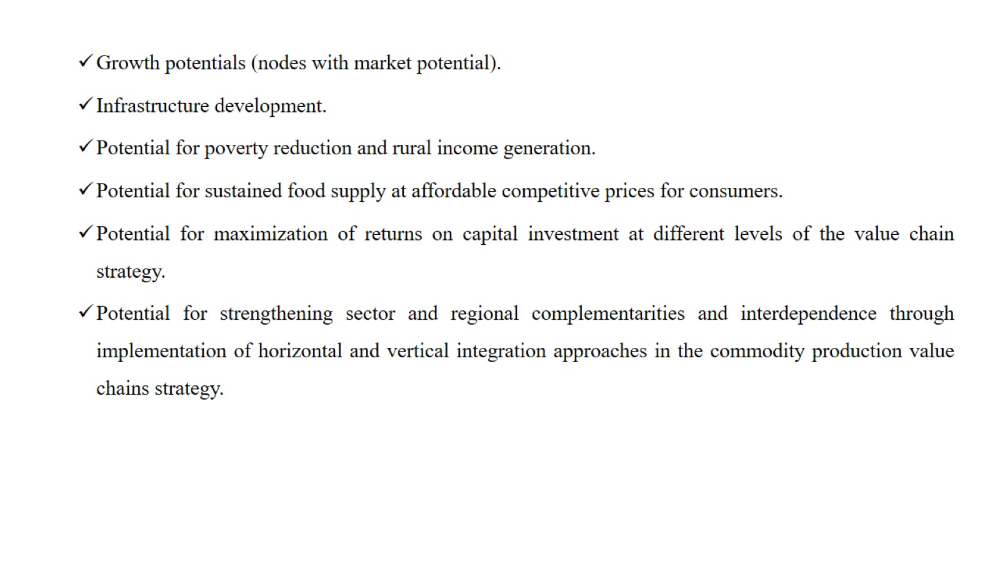 ✓ Growth potentials (nodes with market potential).
✓ Infrastructure development.
✓ Potential for poverty reduction and rural income generation.
✓ Potential for sustained food supply at affordable competitive prices for consumers.
✓ Potential for maximization of returns on capital investment at different levels of the value chain
strategy.
✓ Potential for strengthening sector and regional complementarities and interdependence through
implementation of horizontal and vertical integration approaches in the commodity production value
chains strategy.